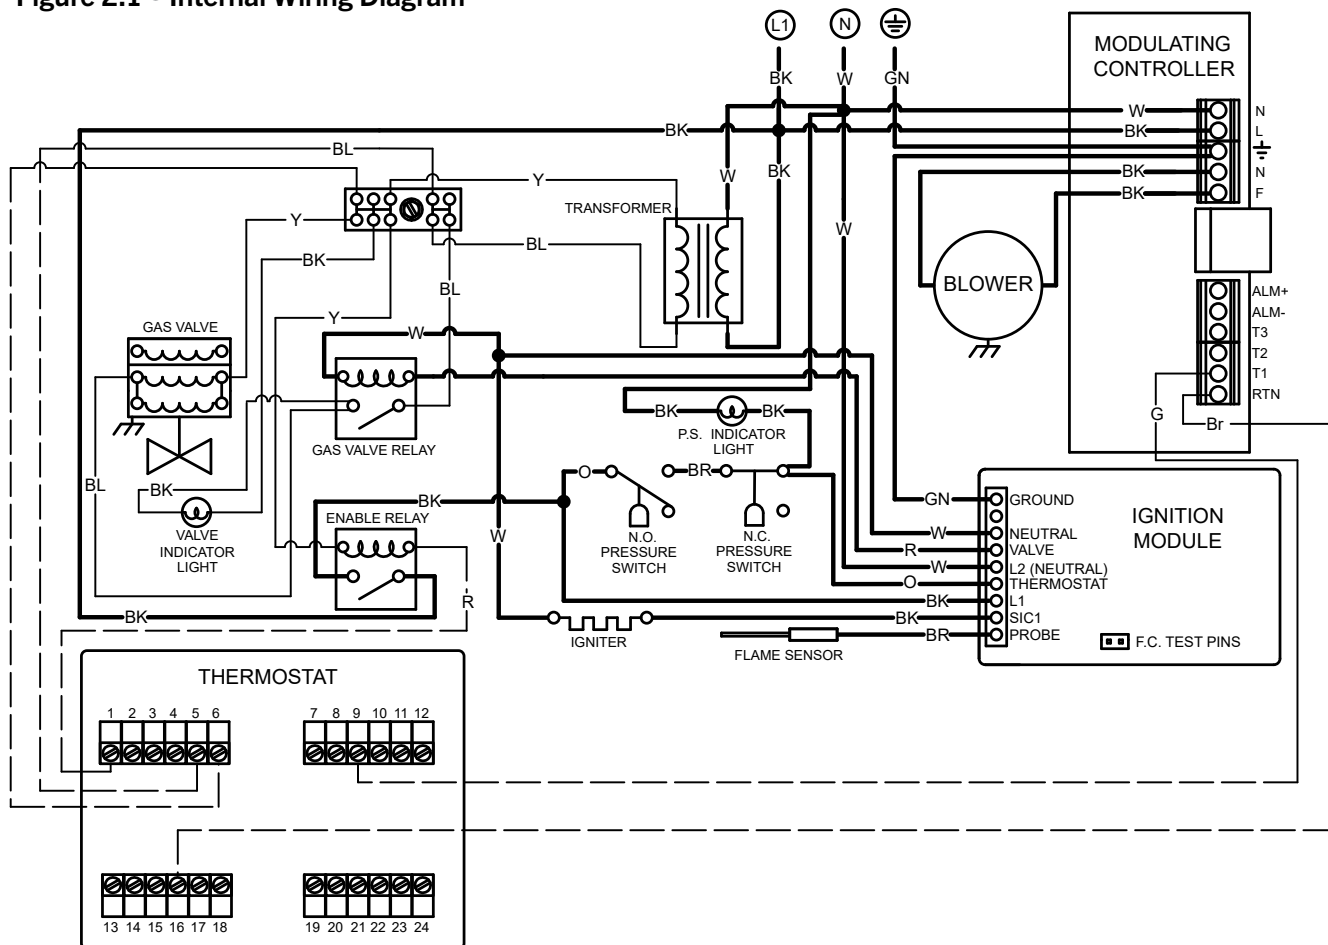 Figure 2.1 - Internal Wiring Diagram
L1
N
MODULATING
CONTROLLER
BK
W
GN
W
N
BK
BK
L
BL
BK
N
W
BK
Y
BK
F
TRANSFORMER
Y
W
BL
BK
BLOWER
BL
ALM+
ALM-
Y
GAS VALVE
T3
W
T2
T1
RTN
G
Br
BK
BK
P.S. INDICATOR
LIGHT
GAS VALVE RELAY
O
BR
BL
BK
BK
GN
GROUND
IGNITION
MODULE
ENABLE RELAY
VALVE
INDICATOR
LIGHT
W
N.O.
PRESSURE
SWITCH
N.C.
PRESSURE
SWITCH
W
NEUTRAL
R
VALVE
W
L2 (NEUTRAL)
O
THERMOSTAT
BK
L1
R
BK
BK
SIC1
IGNITER
BR
PROBE
FLAME SENSOR
F.C. TEST PINS
THERMOSTAT
1 2 3 4 5 6
7 8 9 10 11 12
13 14 15 16 17 18
19 20 21 22 23 24